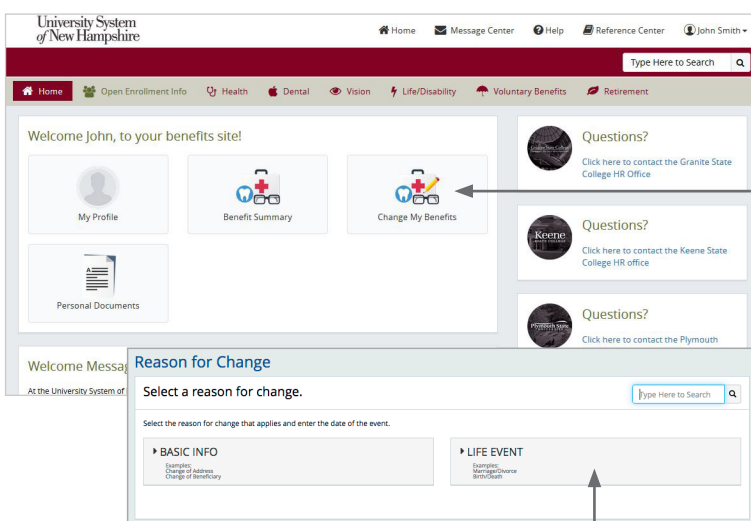 University System
of New Hampshire
Home Message Center Help Reference Center John Smith
Type Here to Search
Home Open Enrollment Info Health Dental Vision Life/Disability Voluntary Benefits Retirement
Welcome John, to your benefits site!
My Profile
Benefit Summary
Change My Benefits
Personal Documents
Questions?
Click here to contact the Granite State
College HR Office
Keene
STATE COLLEGE
Questions?
Click here to contact the Keene State
College HR office
Plymouth State
Questions?
Click here to contact the Plymouth
Welcome Messag
At the University System of
Reason for Change
Select a reason for change.
Type Here to Search
Select the reason for change that applies and enter the date of the event.
BASIC INFO
Examples:
Change of Address
Change of Beneficiary
LIFE EVENT
Examples:
Marriage/Divorce
Birth/Death